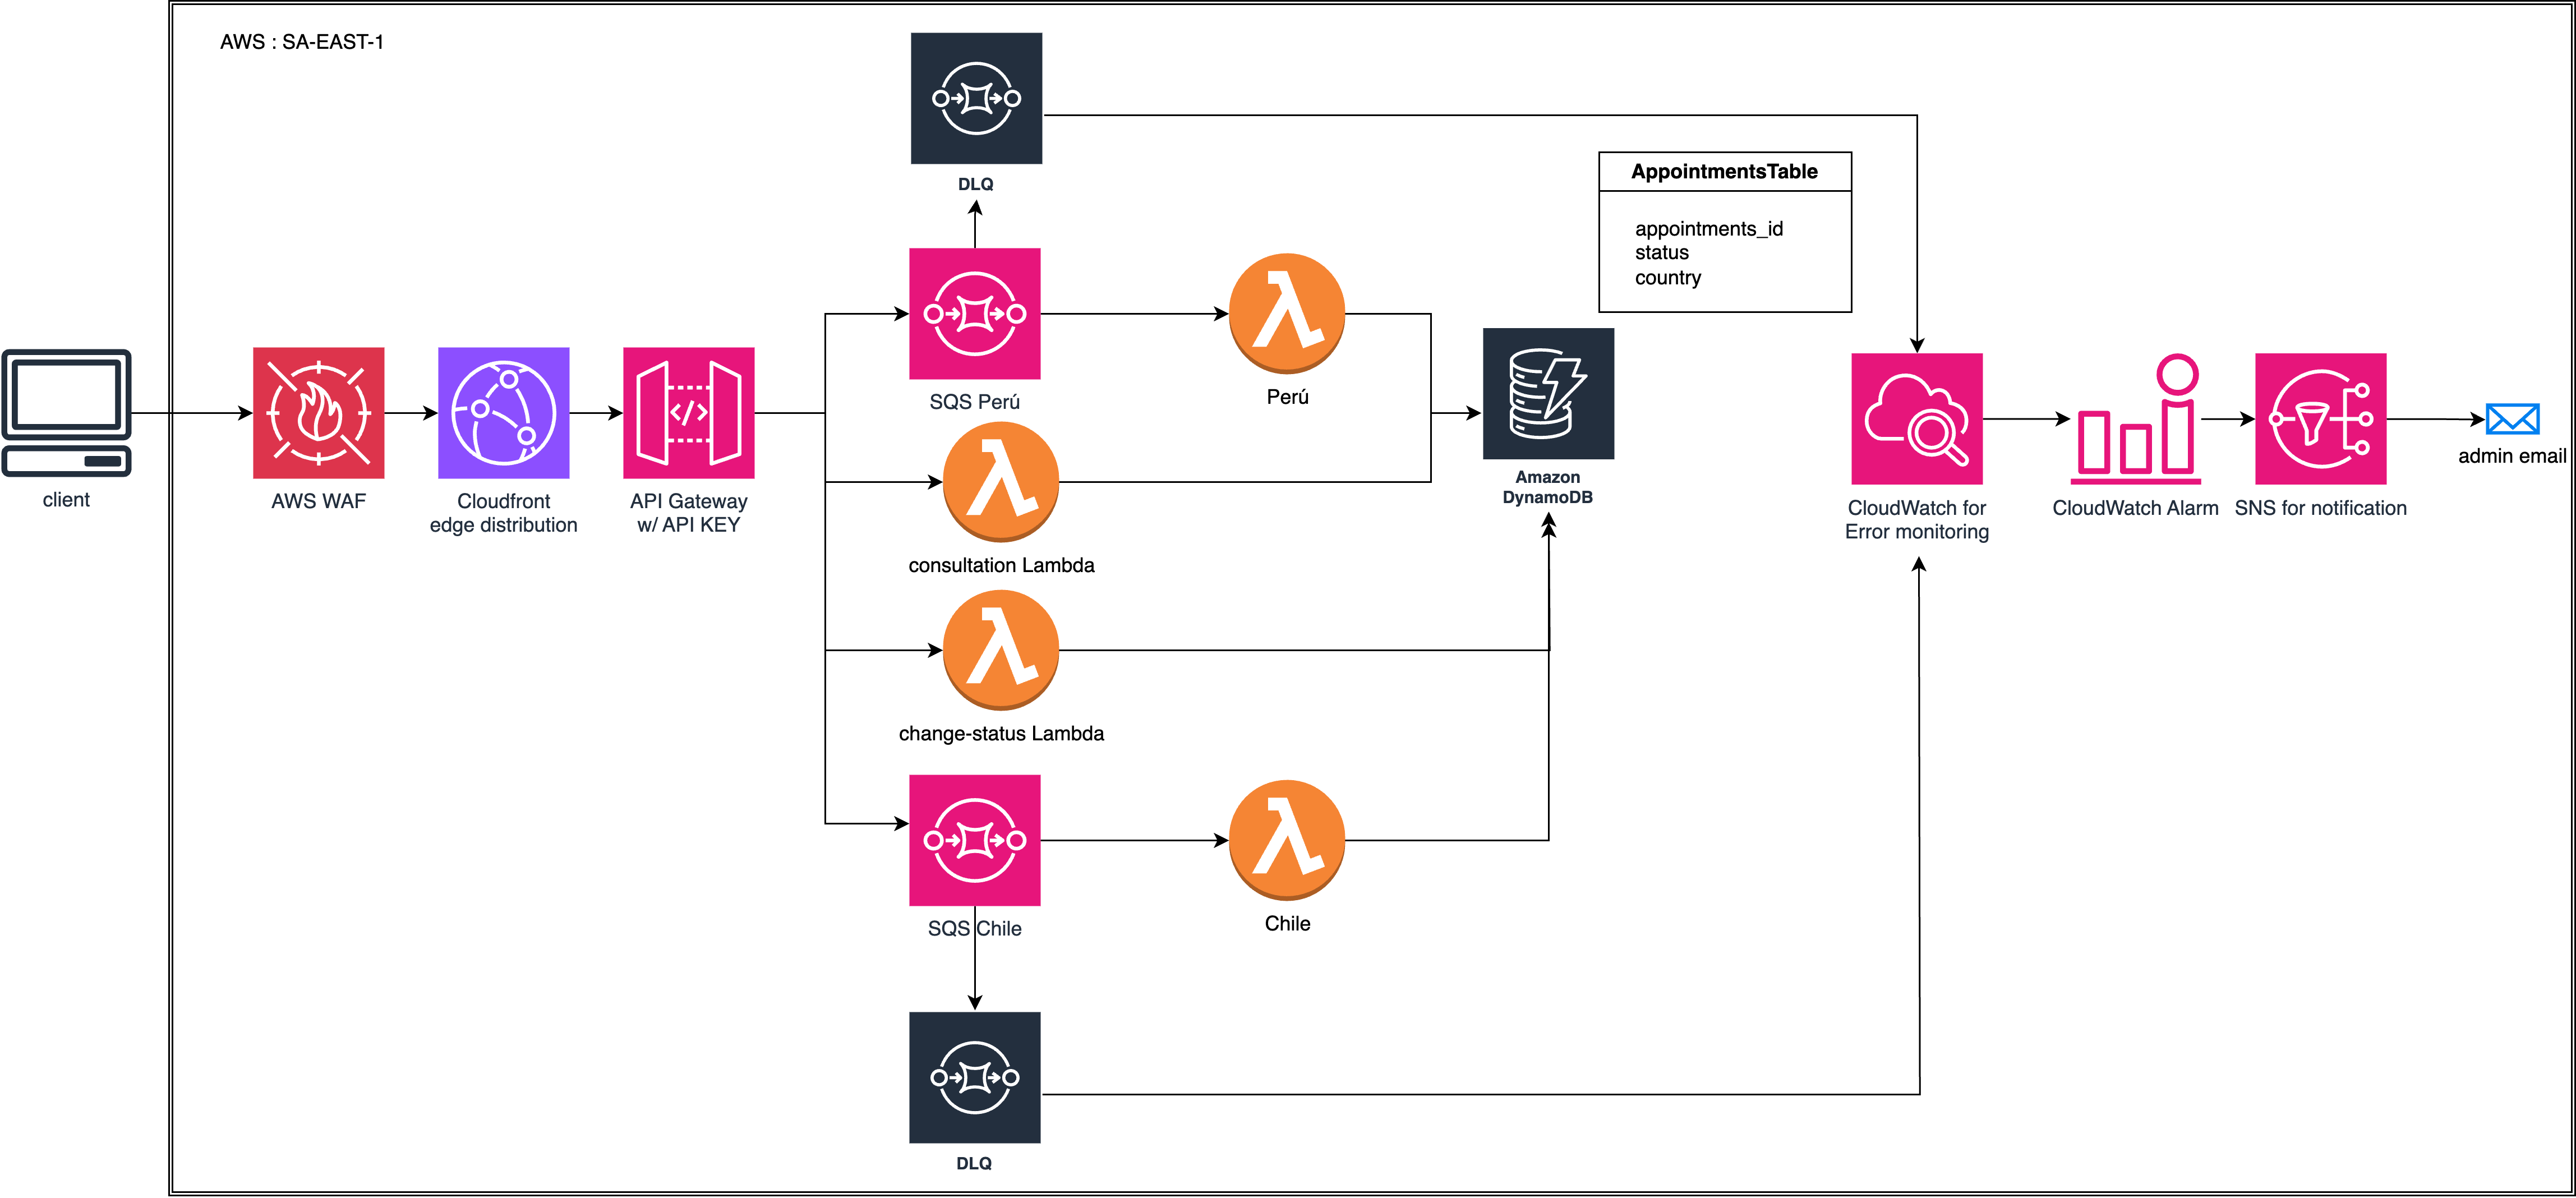 AWS : SA-EAST-1
DLQ
AppointmentsTable
appointments_id
status
country
SQS Perú
Perú
client
AWS WAF
Cloudfront
edge distribution
API Gateway
w/ API KEY
consultation Lambda
Amazon
DynamoDB
CloudWatch for
Error monitoring
CloudWatch Alarm
SNS for notification
admin email
change-status Lambda
SQS Chile
Chile
DLQ